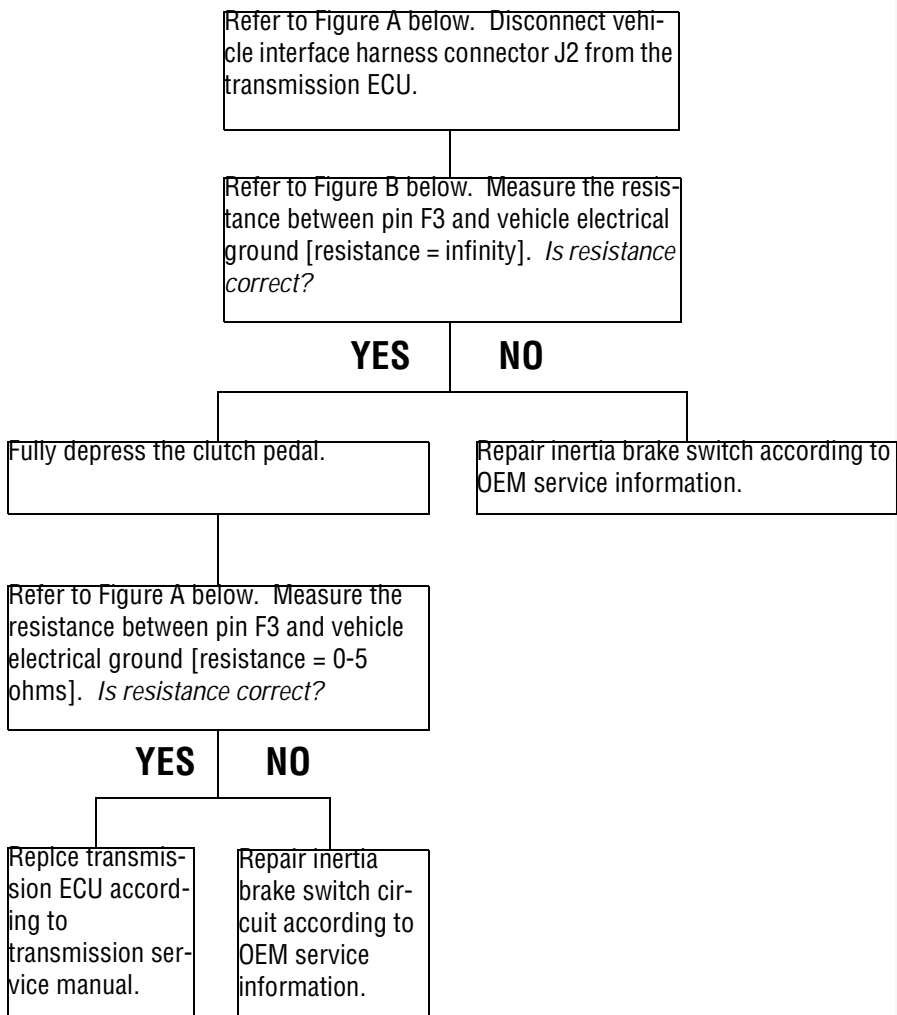 Refer to Figure A below.  Disconnect vehi-
cle interface harness connector J2 from the
transmission ECU.
Refer to Figure B below.  Measure the resis-
tance between pin F3 and vehicle electrical
ground [resistance = infinity].  Is resistance
correct?
YES NO
Fully depress the clutch pedal.
Repair inertia brake switch according to
OEM service information.
Refer to Figure A below.  Measure the
resistance between pin F3 and vehicle
electrical ground [resistance = 0-5
ohms].  Is resistance correct?
YES NO
Replce transmis-
sion ECU accord-
ing to
transmission ser-
vice manual.
Repair inertia
brake switch cir-
cuit according to
OEM service
information.